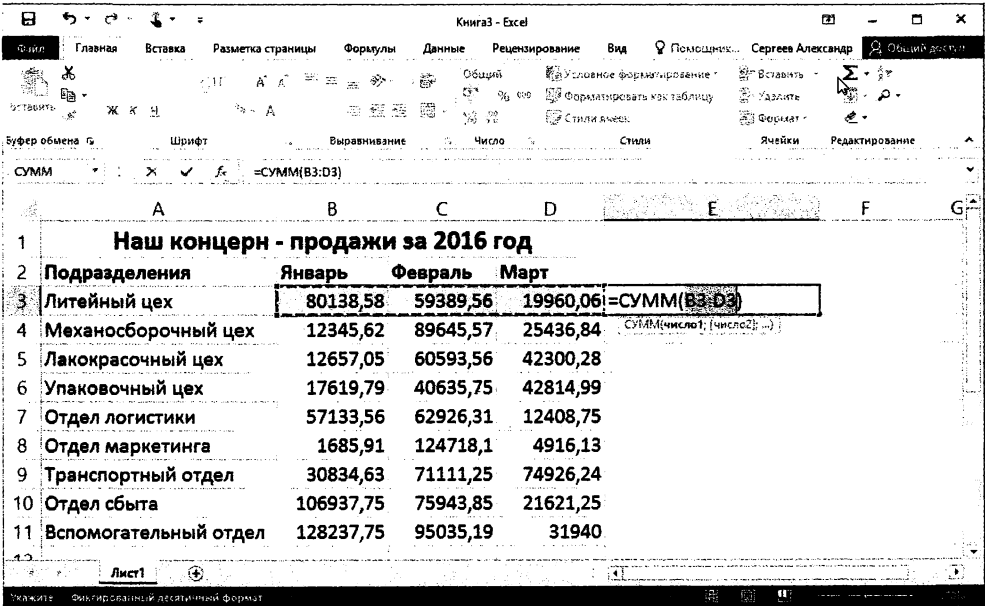 Книга3 - Excel
Файл Главная Вставка Разметка страницы Формулы Данные Рецензирование Вид Помощник... Сергеев Александр Общий доступ
Вставить Ж К Ч 11 A A A Общий % 000 Условное форматирование Форматировать как таблицу Стили ячеек Вставить Удалить Формат Σ
Буфер обмена Шрифт Выравнивание Число Стили Ячейки Редактирование
СУММ fx =СУММ(B3:D3)
A B C D E F G
1 Наш концерн - продажи за 2016 год
2 Подразделения Январь Февраль Март
3 Литейный цех 80138,58 59389,56 19960,06 =СУММ(B3:D3)
4 Механосборочный цех 12345,62 89645,57 25436,84 СУММ(число1; [число2]; ...)
5 Лакокрасочный цех 12657,05 60593,56 42300,28
6 Упаковочный цех 17619,79 40635,75 42814,99
7 Отдел логистики 57133,56 62926,31 12408,75
8 Отдел маркетинга 1685,91 124718,1 4916,13
9 Транспортный отдел 30834,63 71111,25 74926,24
10 Отдел сбыта 106937,75 75943,85 21621,25
11 Вспомогательный отдел 128237,75 95035,19 31940
Лист1
Укажите Фиксированный десятичный формат